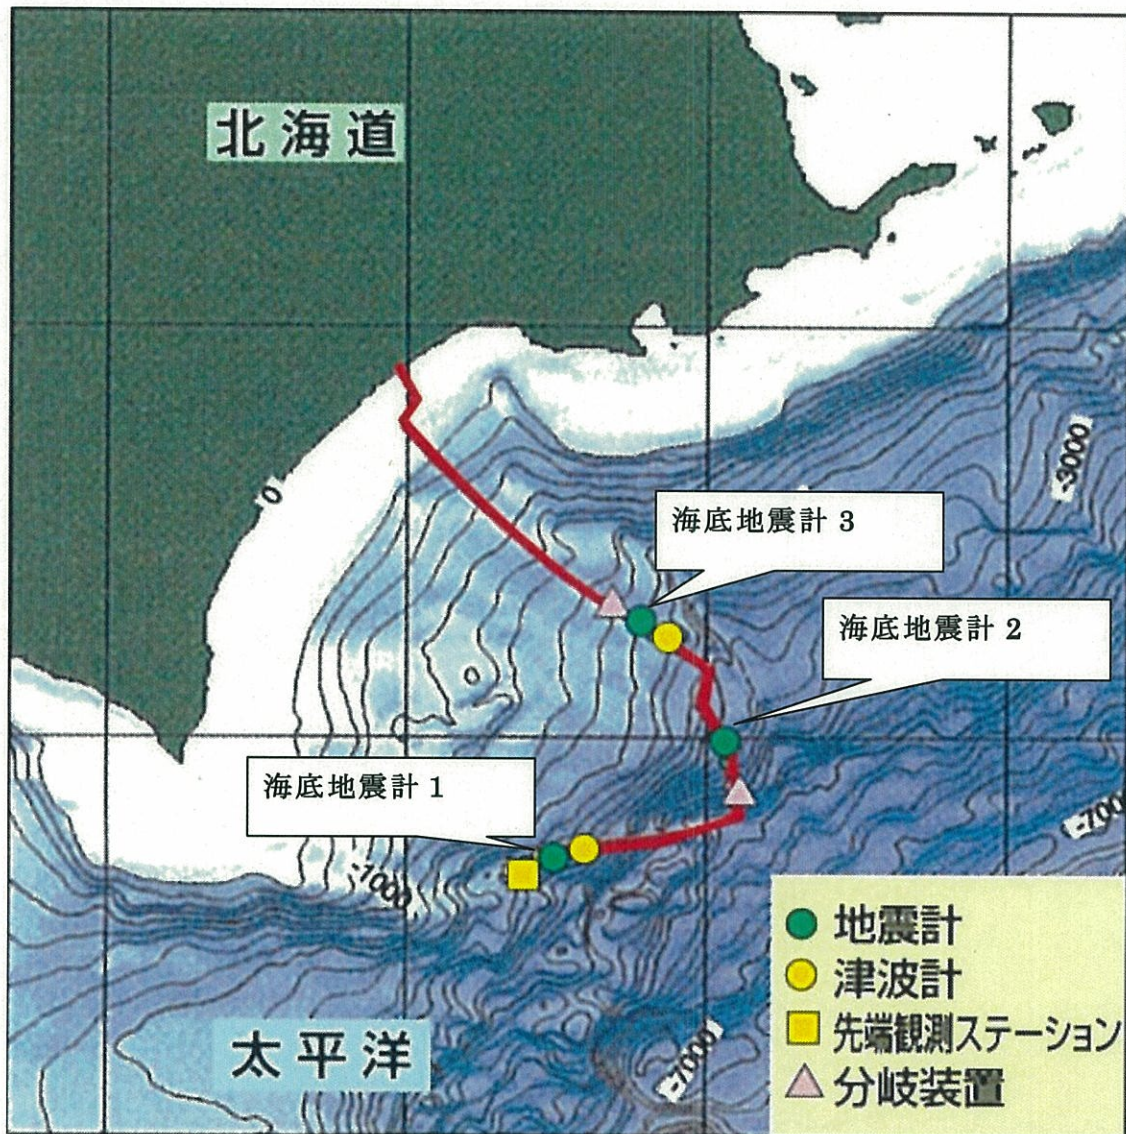 北海道
0
-3000
海底地震計 3
海底地震計 2
海底地震計 1
-1000
-7000
-7000
太平洋
地震計
津波計
先端観測ステーション
分岐装置